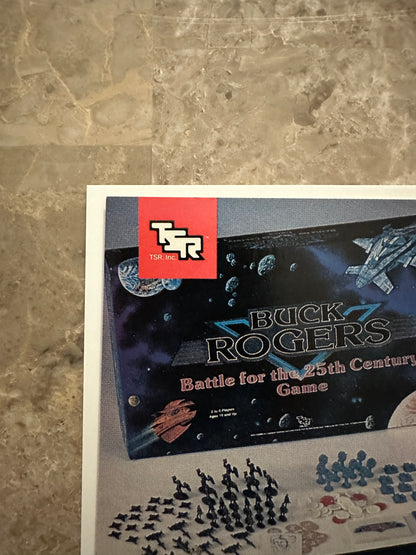 TSR
TSR, Inc.
BUCK
ROGERS
Battle for the 25th Century
Game
2 to 6 Players
Ages 10 and Up